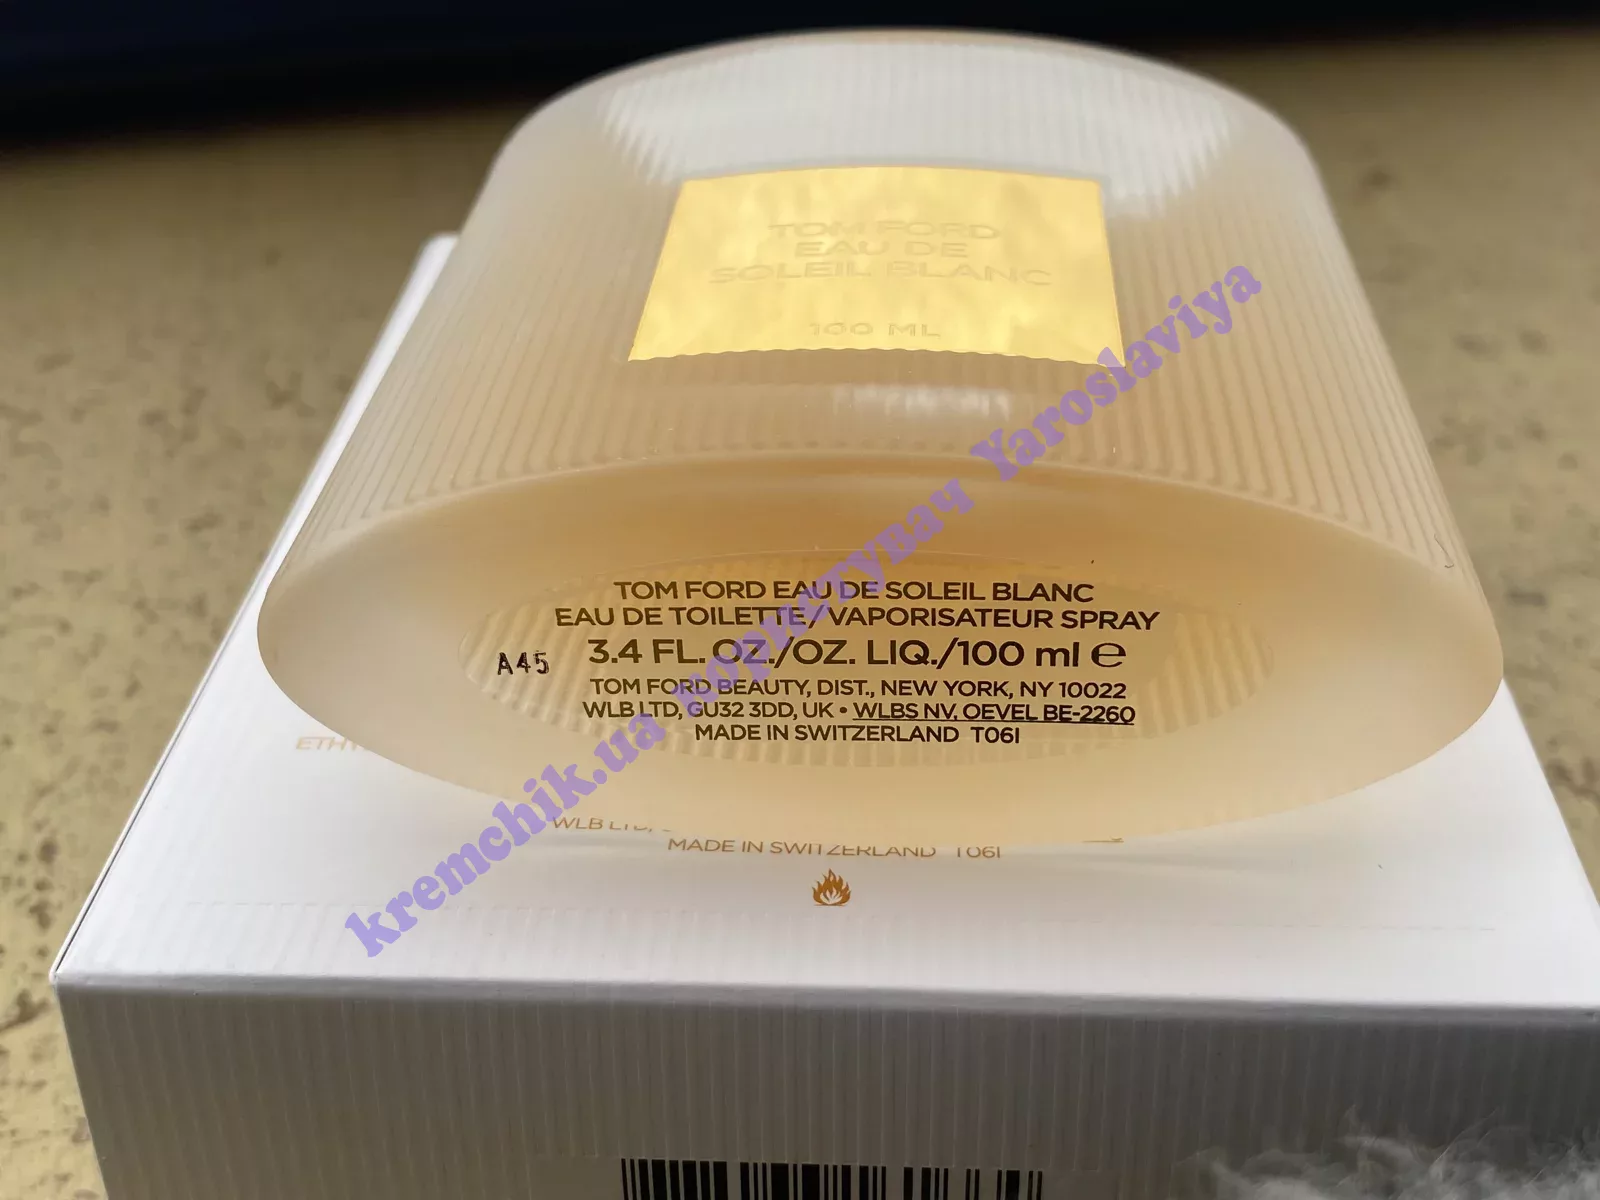 TOM FORD
EAU DE
SOLEIL BLANC
100 ML
TOM FORD EAU DE SOLEIL BLANC
EAU DE TOILETTE/VAPORISATEUR SPRAY
A45
3.4 FL. OZ./OZ. LIQ./100 ml ℮
TOM FORD BEAUTY, DIST., NEW YORK, NY 10022
WLB LTD, GU32 3DD, UK • WLBS NV, OEVEL BE-2260
MADE IN SWITZERLAND T06I
WLB LTD,
MADE IN SWITZERLAND T06I
kremchik.ua користувач Yaroslaviya